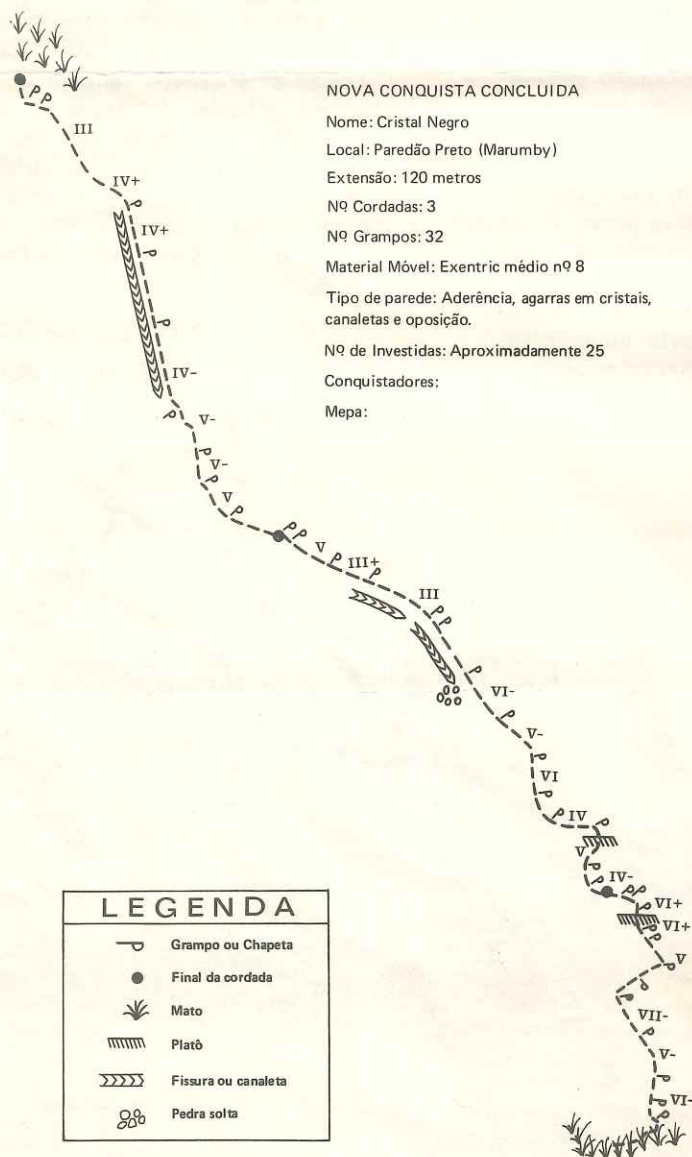 NOVA CONQUISTA CONCLUIDA
Nome: Cristal Negro
Local: Paredão Preto (Marumby)
Extensão: 120 metros
Nº Cordadas: 3
Nº Grampos: 32
Material Móvel: Exentric médio nº 8
Tipo de parede: Aderência, agarras em cristais,
canaletas e oposição.
Nº de Investidas: Aproximadamente 25
Conquistadores:
Mepa:
III
IV+
IV+
IV-
V-
V-
V
V
III+
III
VI-
V-
VI
IV
V
IV-
VI+
VI+
V
VII-
V-
VI-
LEGENDA
Grampo ou Chapeta
Final da cordada
Mato
Platô
Fissura ou canaleta
Pedra solta